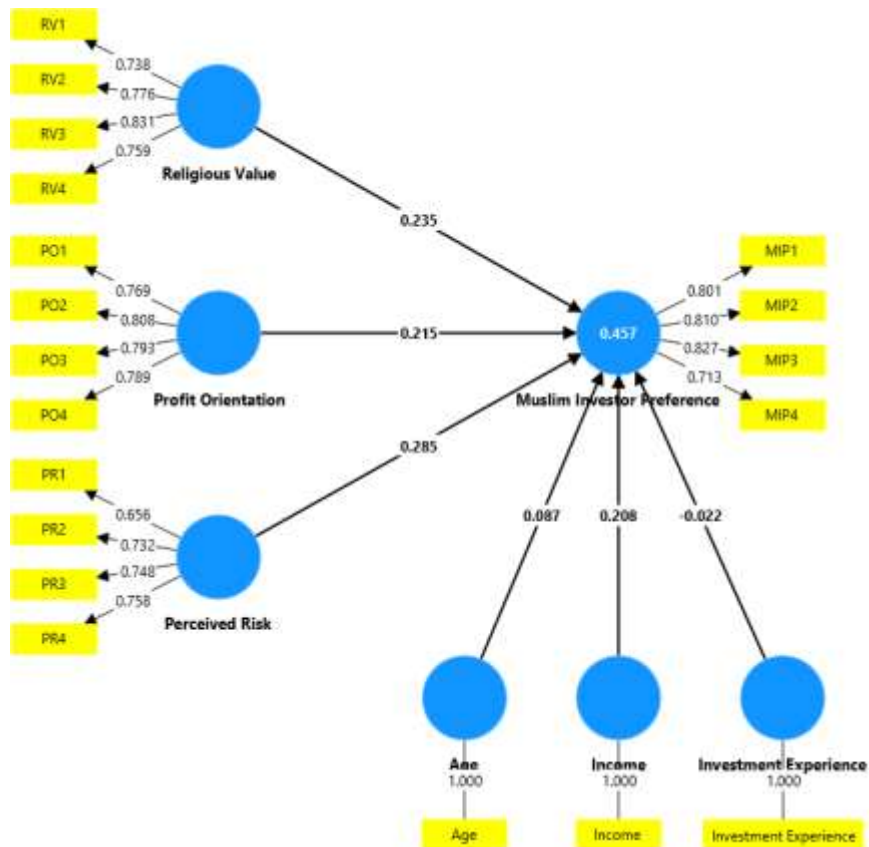 RV1
0.738
RV2
0.776
RV3
0.831
RV4
0.759
Religious Value
0.235
PO1
0.769
PO2
0.808
PO3
0.793
PO4
0.789
Profit Orientation
0.215
PR1
0.656
PR2
0.732
PR3
0.748
PR4
0.758
Perceived Risk
0.285
0.457
Muslim Investor Preference
MIP1
0.801
MIP2
0.810
MIP3
0.827
MIP4
0.713
0.087
0.208
-0.022
Age
Income
Investment Experience
1.000
1.000
1.000
Age
Income
Investment Experience